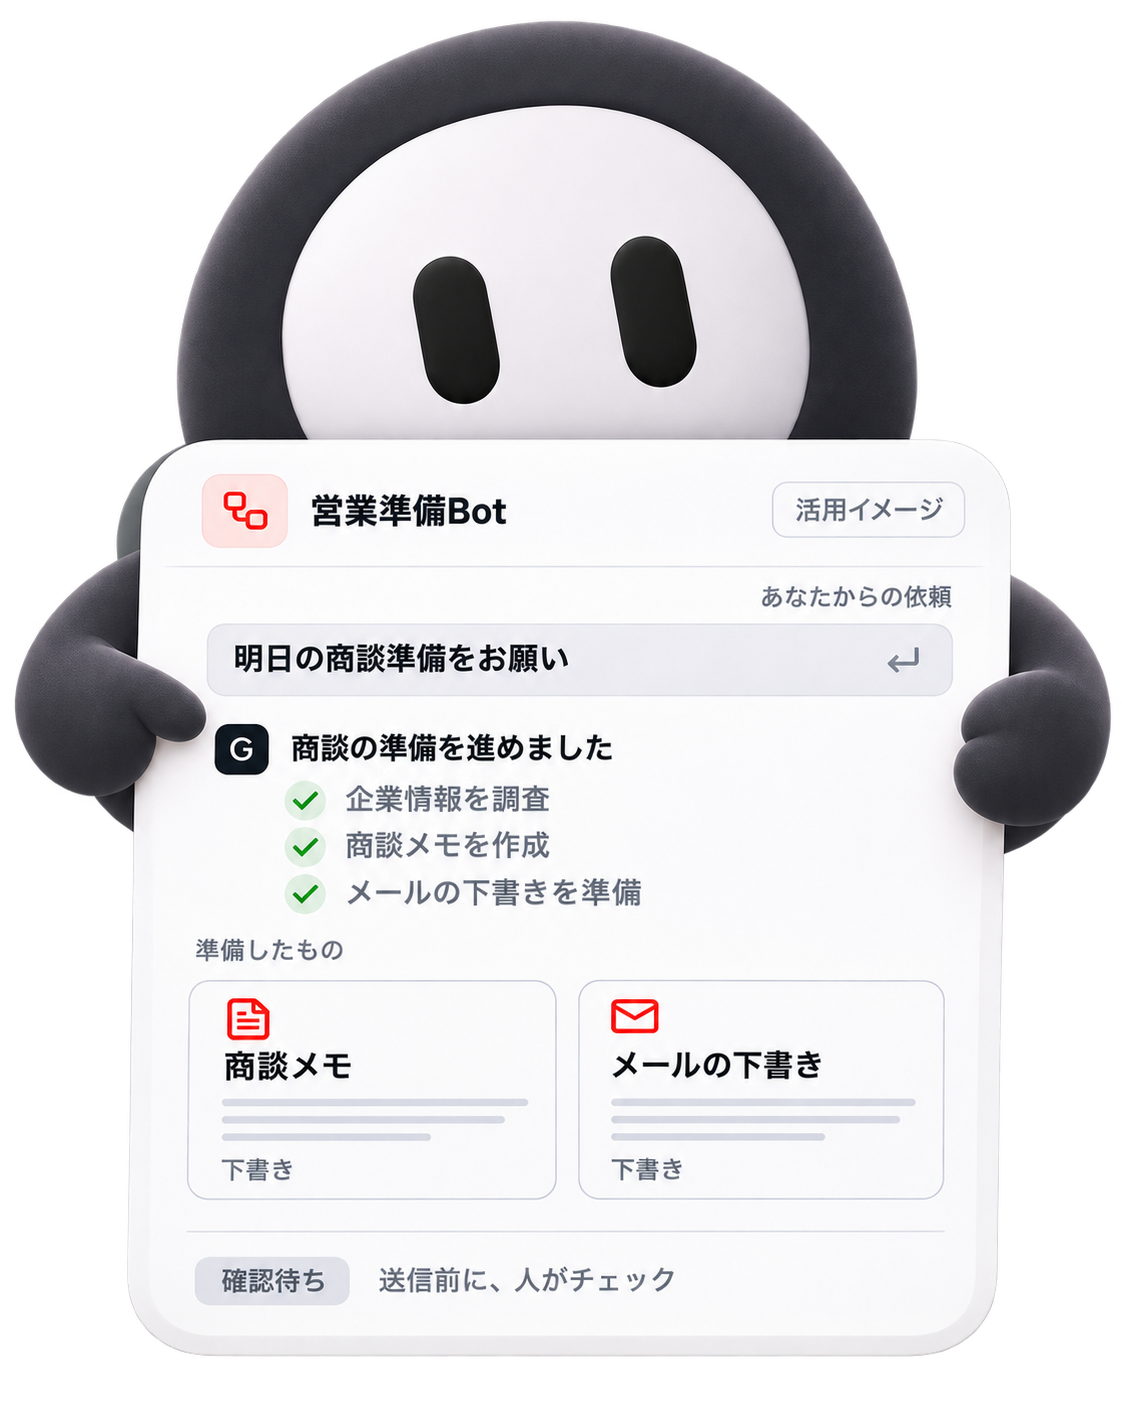 営業準備Bot
活用イメージ
あなたからの依頼
明日の商談準備をお願い
G
商談の準備を進めました
企業情報を調査
商談メモを作成
メールの下書きを準備
準備したもの
商談メモ
下書き
メールの下書き
下書き
確認待ち
送信前に、人がチェック